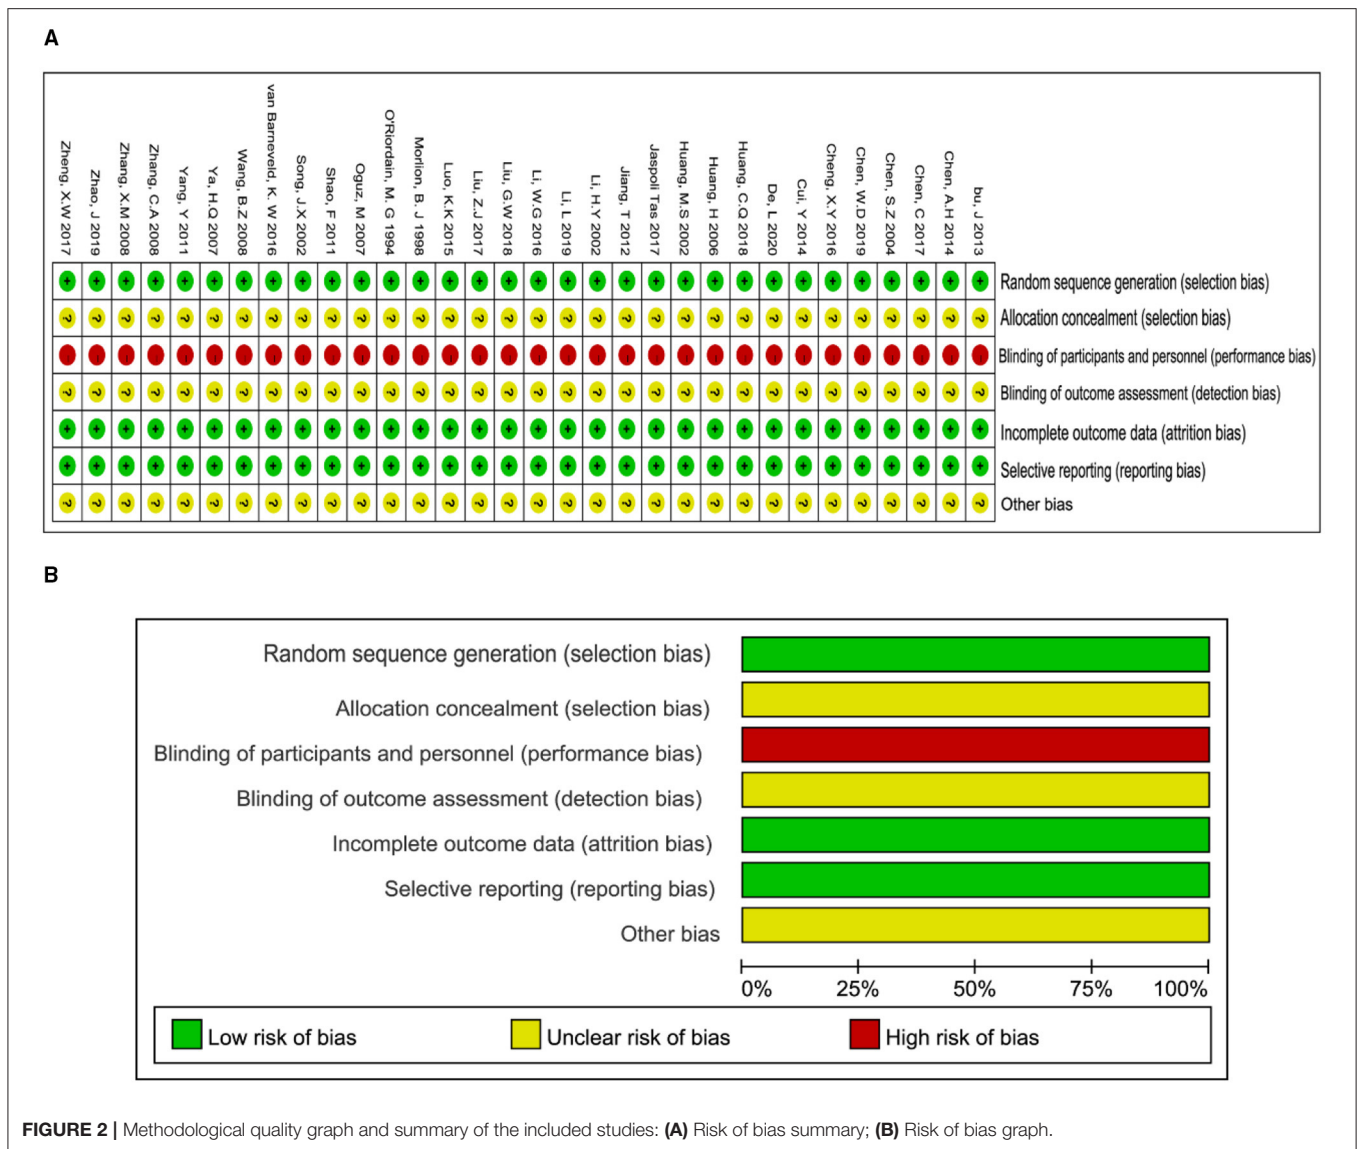 A
Zheng, X.W 2017
Zhao, J 2019
Zhang, X.M 2008
Zhang, C.A 2008
Yang, Y 2011
Ya, H.Q 2007
Wang, B.Z 2008
van Barneveld, K. W 2016
Song, J.X 2002
Shao, F 2011
Oguz, M 2007
O'Riordain, M. G 1994
Morlion, B. J 1998
Luo, K.K 2015
Liu, Z.J 2017
Liu, G.W 2018
Li, W.G 2016
Li, L 2019
Li, H.Y 2002
Jiang, T 2012
Jaspoli Tas 2017
Huang, M.S 2002
Huang, H 2006
Huang, C.Q 2018
De, L 2020
Cui, Y 2014
Cheng, X.Y 2016
Chen, W.D 2019
Chen, S.Z 2004
Chen, C 2017
Chen, A.H 2014
bu, J 2013
+ + + + + + + + + + + + + + + + + + + + + + + + + + + + + + + + Random sequence generation (selection bias)
? ? ? ? ? ? ? ? ? ? ? ? ? ? ? ? ? ? ? ? ? ? ? ? ? ? ? ? ? ? ? ? Allocation concealment (selection bias)
- - - - - - - - - - - - - - - - - - - - - - - - - - - - - - - - Blinding of participants and personnel (performance bias)
? ? ? ? ? ? ? ? ? ? ? ? ? ? ? ? ? ? ? ? ? ? ? ? ? ? ? ? ? ? ? ? Blinding of outcome assessment (detection bias)
+ + + + + + + + + + + + + + + + + + + + + + + + + + + + + + + + Incomplete outcome data (attrition bias)
+ + + + + + + + + + + + + + + + + + + + + + + + + + + + + + + + Selective reporting (reporting bias)
? ? ? ? ? ? ? ? ? ? ? ? ? ? ? ? ? ? ? ? ? ? ? ? ? ? ? ? ? ? ? ? Other bias
B
Random sequence generation (selection bias)
Allocation concealment (selection bias)
Blinding of participants and personnel (performance bias)
Blinding of outcome assessment (detection bias)
Incomplete outcome data (attrition bias)
Selective reporting (reporting bias)
Other bias
0% 25% 50% 75% 100%
Low risk of bias Unclear risk of bias High risk of bias
FIGURE 2 | Methodological quality graph and summary of the included studies: (A) Risk of bias summary; (B) Risk of bias graph.